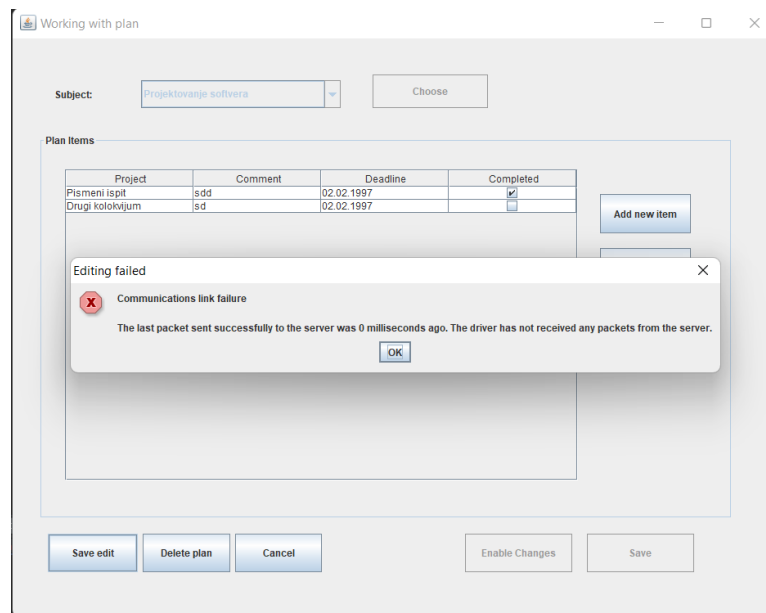 Working with plan
Subject:
Projektovanje softvera
Choose
Plan Items
Project Comment Deadline Completed
Pismeni ispit sdd 02.02.1997
Drugi kolokvijum sd 02.02.1997
Add new item
Editing failed
Communications link failure
The last packet sent successfully to the server was 0 milliseconds ago. The driver has not received any packets from the server.
OK
Save edit
Delete plan
Cancel
Enable Changes
Save